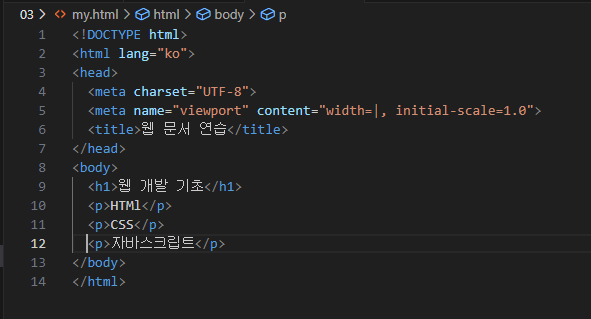 03 > my.html > html > body > p
1 <!DOCTYPE html>
2 <html lang="ko">
3 <head>
4 <meta charset="UTF-8">
5 <meta name="viewport" content="width=|, initial-scale=1.0">
6 <title>웹 문서 연습</title>
7 </head>
8 <body>
9 <h1>웹 개발 기초</h1>
10 <p>HTMl</p>
11 <p>CSS</p>
12 <p>자바스크립트</p>
13 </body>
14 </html>